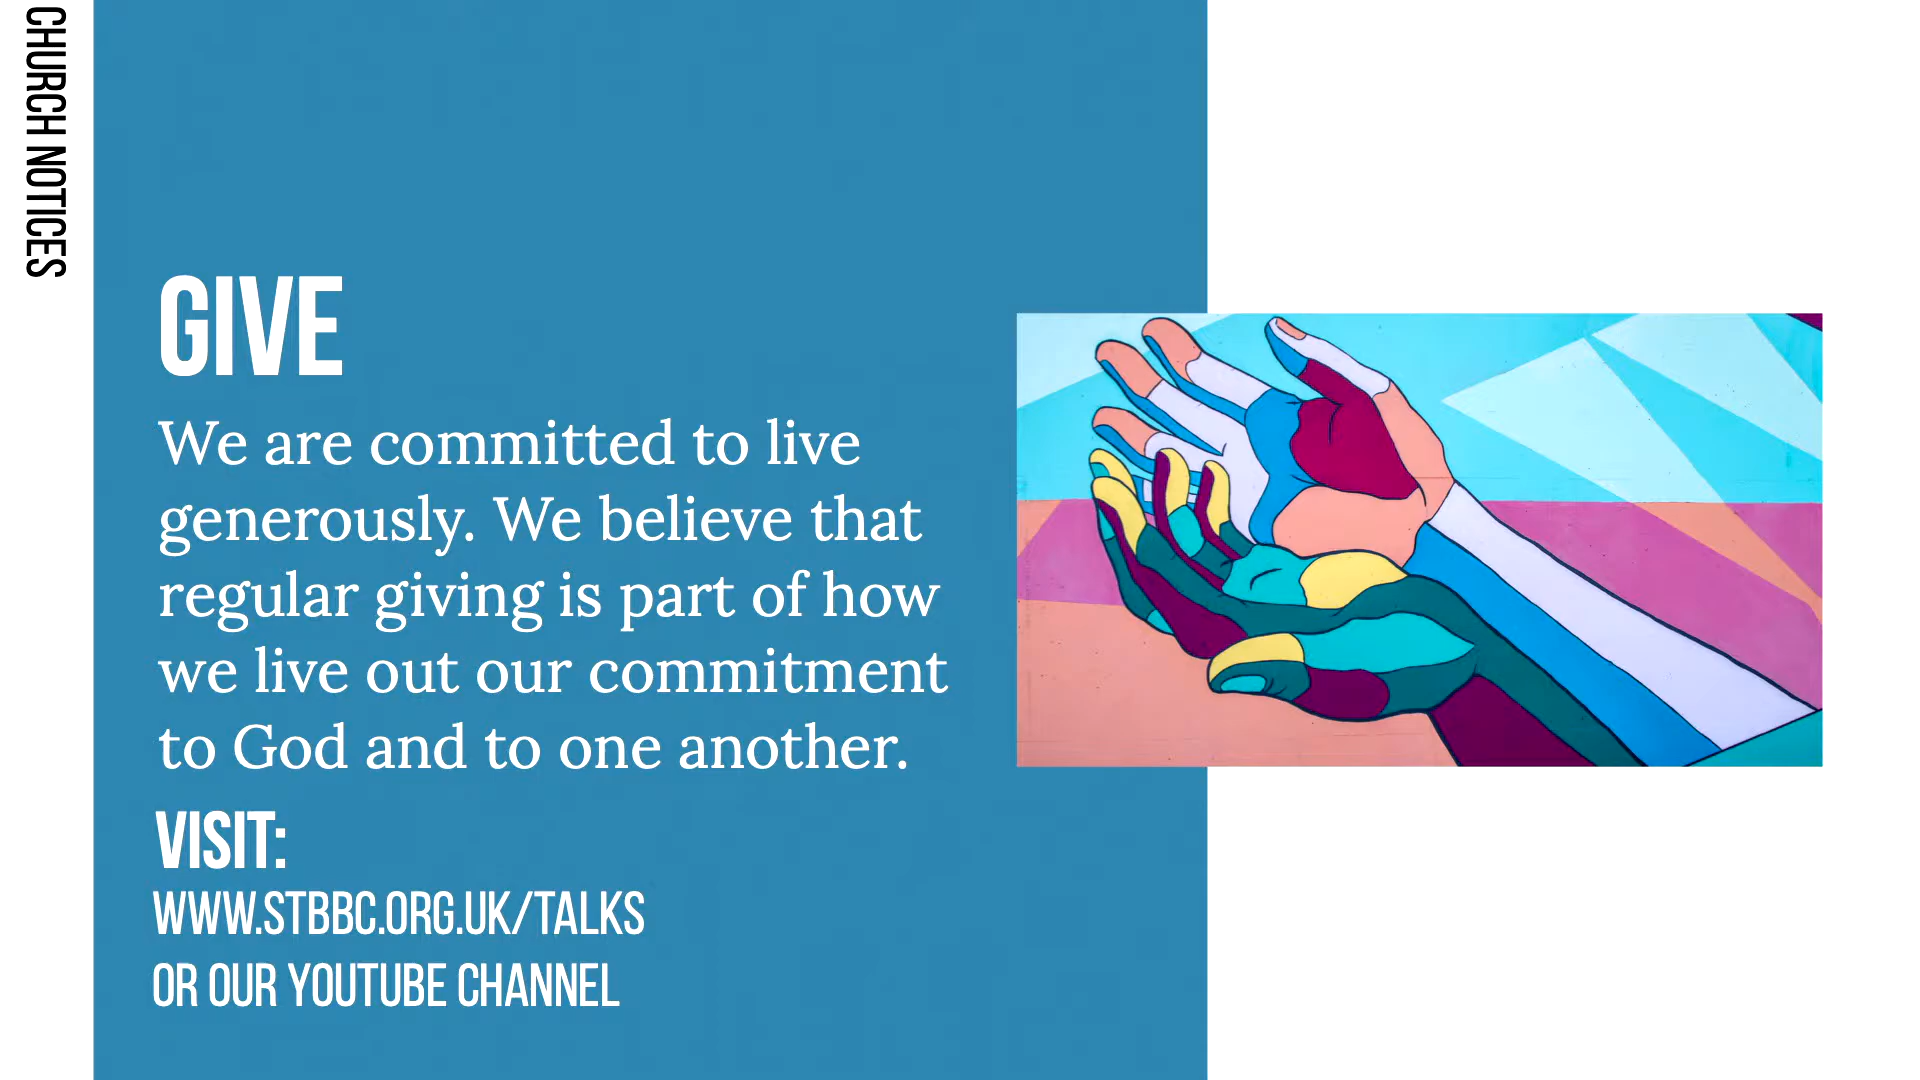 CHURCH NOTICES
GIVE
We are committed to live
generously. We believe that
regular giving is part of how
we live out our commitment
to God and to one another.
VISIT:
WWW.STBBC.ORG.UK/TALKS
OR OUR YOUTUBE CHANNEL